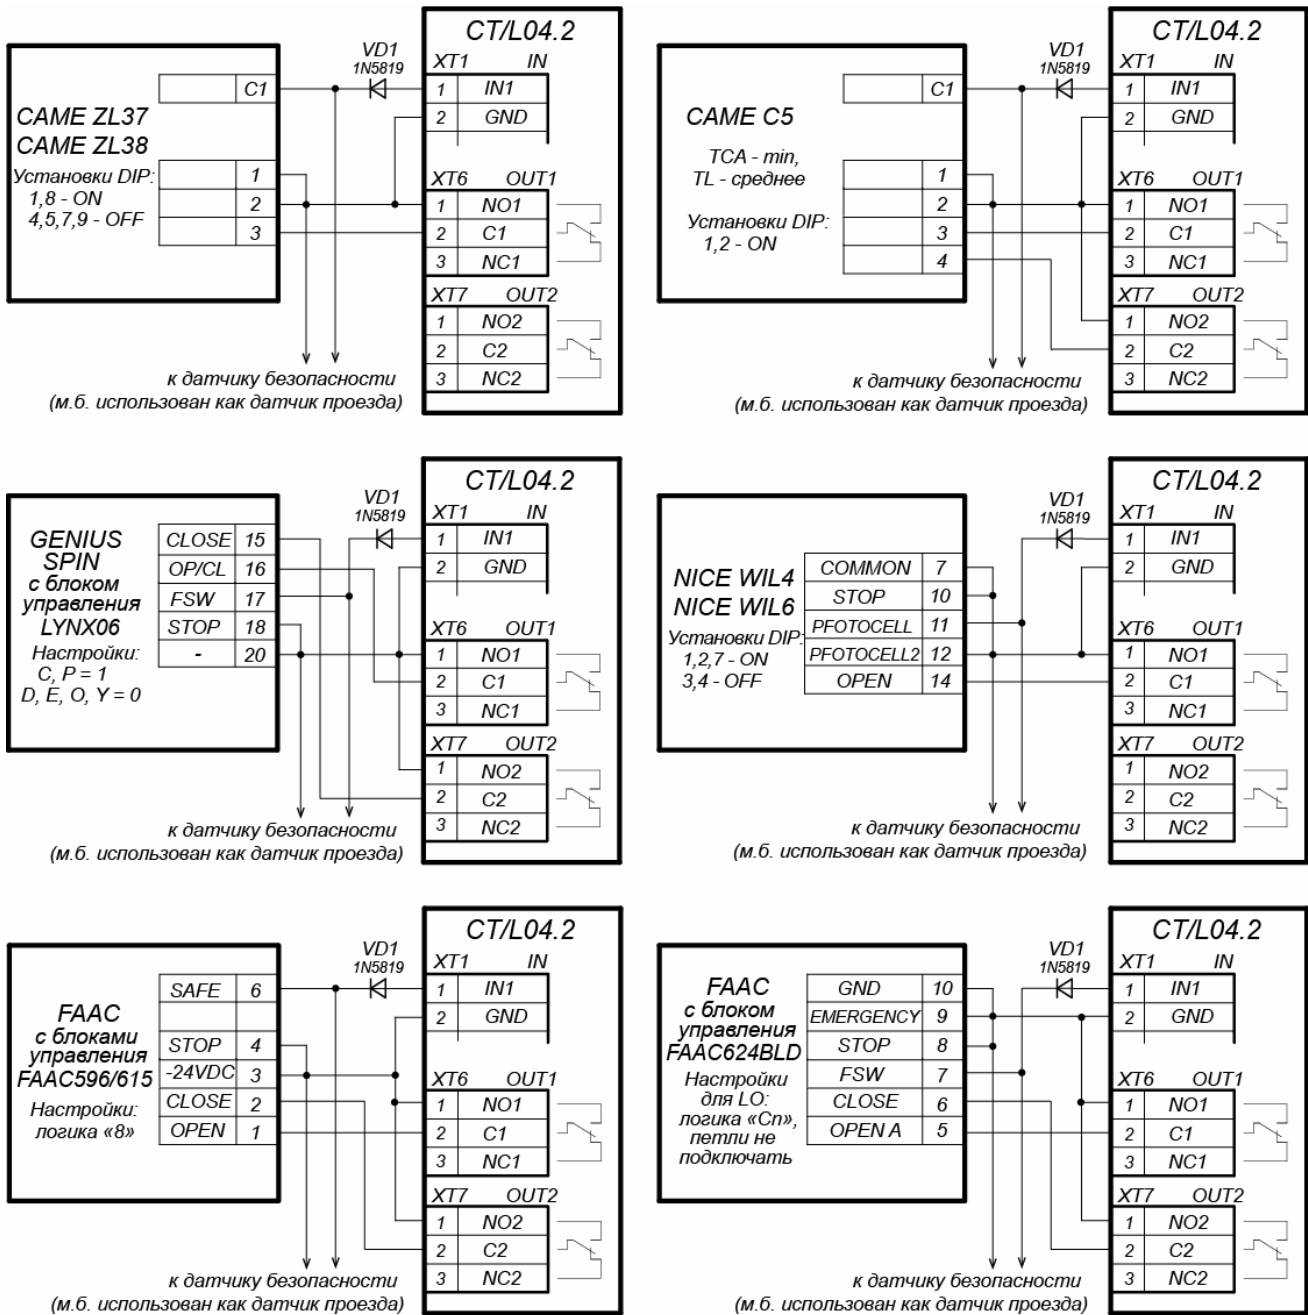 CT/L04.2
VD1
1N5819
XT1 IN
C1
1 IN1
2 GND
CAME ZL37
CAME ZL38
Установки DIP:
1,8 - ON
4,5,7,9 - OFF
1
2
3
XT6 OUT1
1 NO1
2 C1
3 NC1
XT7 OUT2
1 NO2
2 C2
3 NC2
к датчику безопасности
(м.б. использован как датчик проезда)
CT/L04.2
VD1
1N5819
XT1 IN
C1
1 IN1
2 GND
CAME C5
TCA - min,
TL - среднее
Установки DIP:
1,2 - ON
1
2
3
4
XT6 OUT1
1 NO1
2 C1
3 NC1
XT7 OUT2
1 NO2
2 C2
3 NC2
к датчику безопасности
(м.б. использован как датчик проезда)
CT/L04.2
VD1
1N5819
XT1 IN
1 IN1
2 GND
GENIUS
SPIN
с блоком
управления
LYNX06
Настройки:
C, P = 1
D, E, O, Y = 0
CLOSE 15
OP/CL 16
FSW 17
STOP 18
- 20
XT6 OUT1
1 NO1
2 C1
3 NC1
XT7 OUT2
1 NO2
2 C2
3 NC2
к датчику безопасности
(м.б. использован как датчик проезда)
CT/L04.2
VD1
1N5819
XT1 IN
1 IN1
2 GND
NICE WIL4
NICE WIL6
Установки DIP:
1,2,7 - ON
3,4 - OFF
COMMON 7
STOP 10
PFOTOCELL 11
PFOTOCELL2 12
OPEN 14
XT6 OUT1
1 NO1
2 C1
3 NC1
XT7 OUT2
1 NO2
2 C2
3 NC2
к датчику безопасности
(м.б. использован как датчик проезда)
CT/L04.2
VD1
1N5819
XT1 IN
1 IN1
2 GND
FAAC
с блоками
управления
FAAC596/615
Настройки:
логика «8»
SAFE 6
STOP 4
-24VDC 3
CLOSE 2
OPEN 1
XT6 OUT1
1 NO1
2 C1
3 NC1
XT7 OUT2
1 NO2
2 C2
3 NC2
к датчику безопасности
(м.б. использован как датчик проезда)
CT/L04.2
VD1
1N5819
XT1 IN
1 IN1
2 GND
FAAC
с блоком
управления
FAAC624BLD
Настройки
для LO:
логика «Cn»,
петли не
подключать
GND 10
EMERGENCY 9
STOP 8
FSW 7
CLOSE 6
OPEN A 5
XT6 OUT1
1 NO1
2 C1
3 NC1
XT7 OUT2
1 NO2
2 C2
3 NC2
к датчику безопасности
(м.б. использован как датчик проезда)